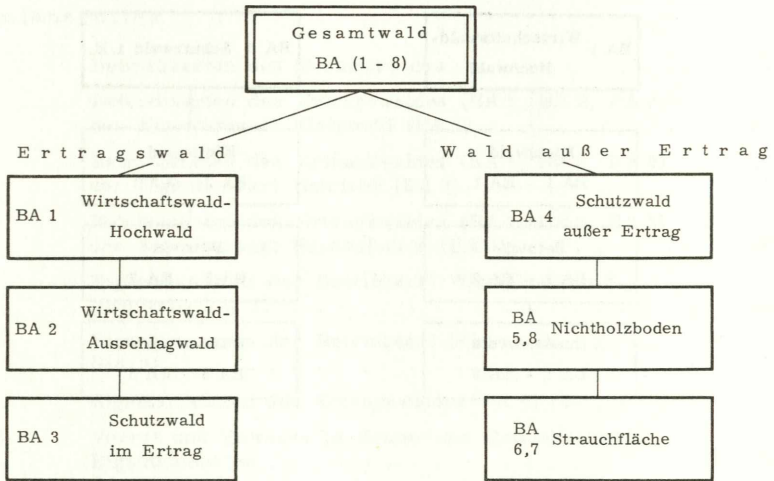 Gesamtwald
BA (1 - 8)
Ertragswald
Wald außer Ertrag
BA 1
Wirtschaftswald-
Hochwald
BA 2
Wirtschaftswald-
Ausschlagwald
BA 3
Schutzwald
im Ertrag
BA 4
Schutzwald
außer Ertrag
BA
5,8
Nichtholzboden
BA
6,7
Strauchfläche